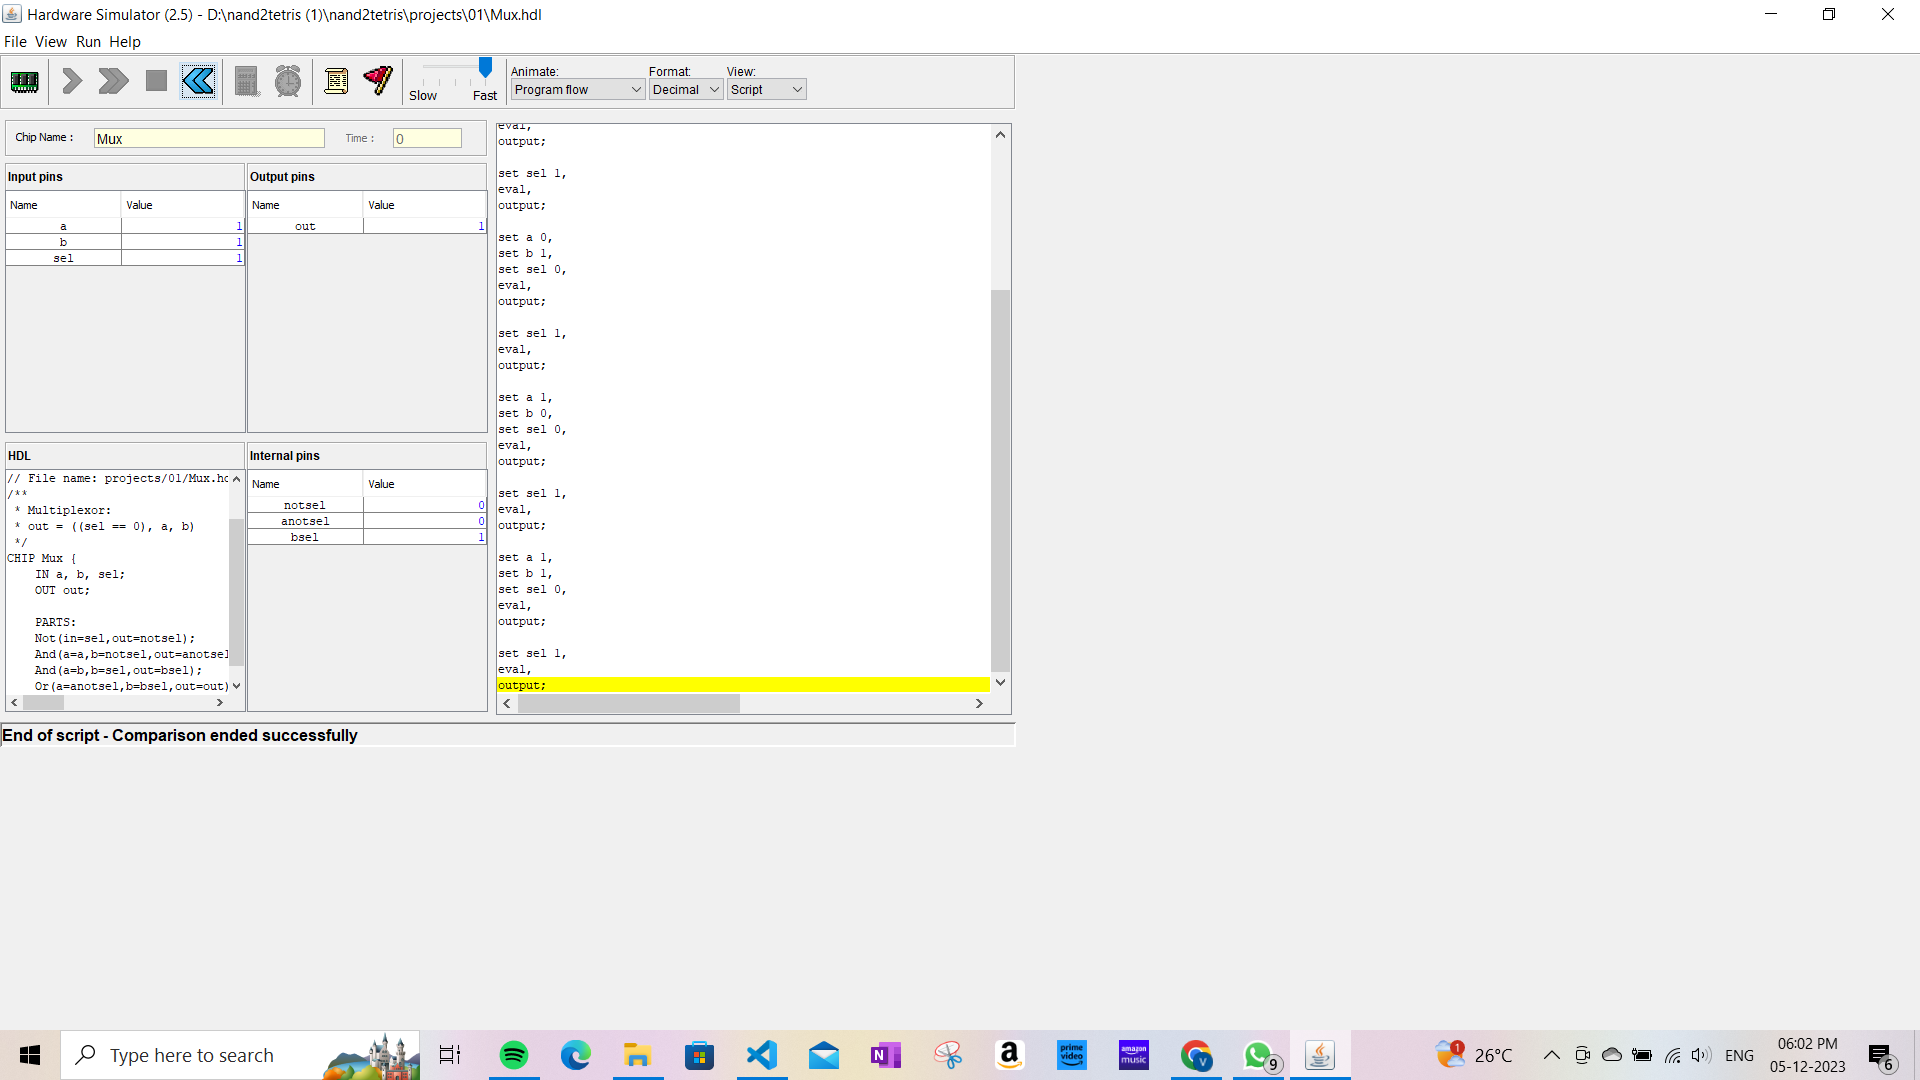 Hardware Simulator (2.5) - D:\nand2tetris (1)\nand2tetris\projects\01\Mux.hdl
File View Run Help
Slow Fast
Animate: Format: View:
Program flow Decimal Script
Chip Name : Mux Time : 0
Input pins
Name Value
a 1
b 1
sel 1
Output pins
Name Value
out 1
HDL
// File name: projects/01/Mux.hd
/**
* Multiplexor:
* out = ((sel == 0), a, b)
*/
CHIP Mux {
IN a, b, sel;
OUT out;
PARTS:
Not(in=sel,out=notsel);
And(a=a,b=notsel,out=anotsel
And(a=b,b=sel,out=bsel);
Or(a=anotsel,b=bsel,out=out)
Internal pins
Name Value
notsel 0
anotsel 0
bsel 1
eval,
output;
set sel 1,
eval,
output;
set a 0,
set b 1,
set sel 0,
eval,
output;
set sel 1,
eval,
output;
set a 1,
set b 0,
set sel 0,
eval,
output;
set sel 1,
eval,
output;
set a 1,
set b 1,
set sel 0,
eval,
output;
set sel 1,
eval,
output;
End of script - Comparison ended successfully
Type here to search
N
a
prime video
amazon music
V
9
1
26°C
ENG
06:02 PM
05-12-2023
6